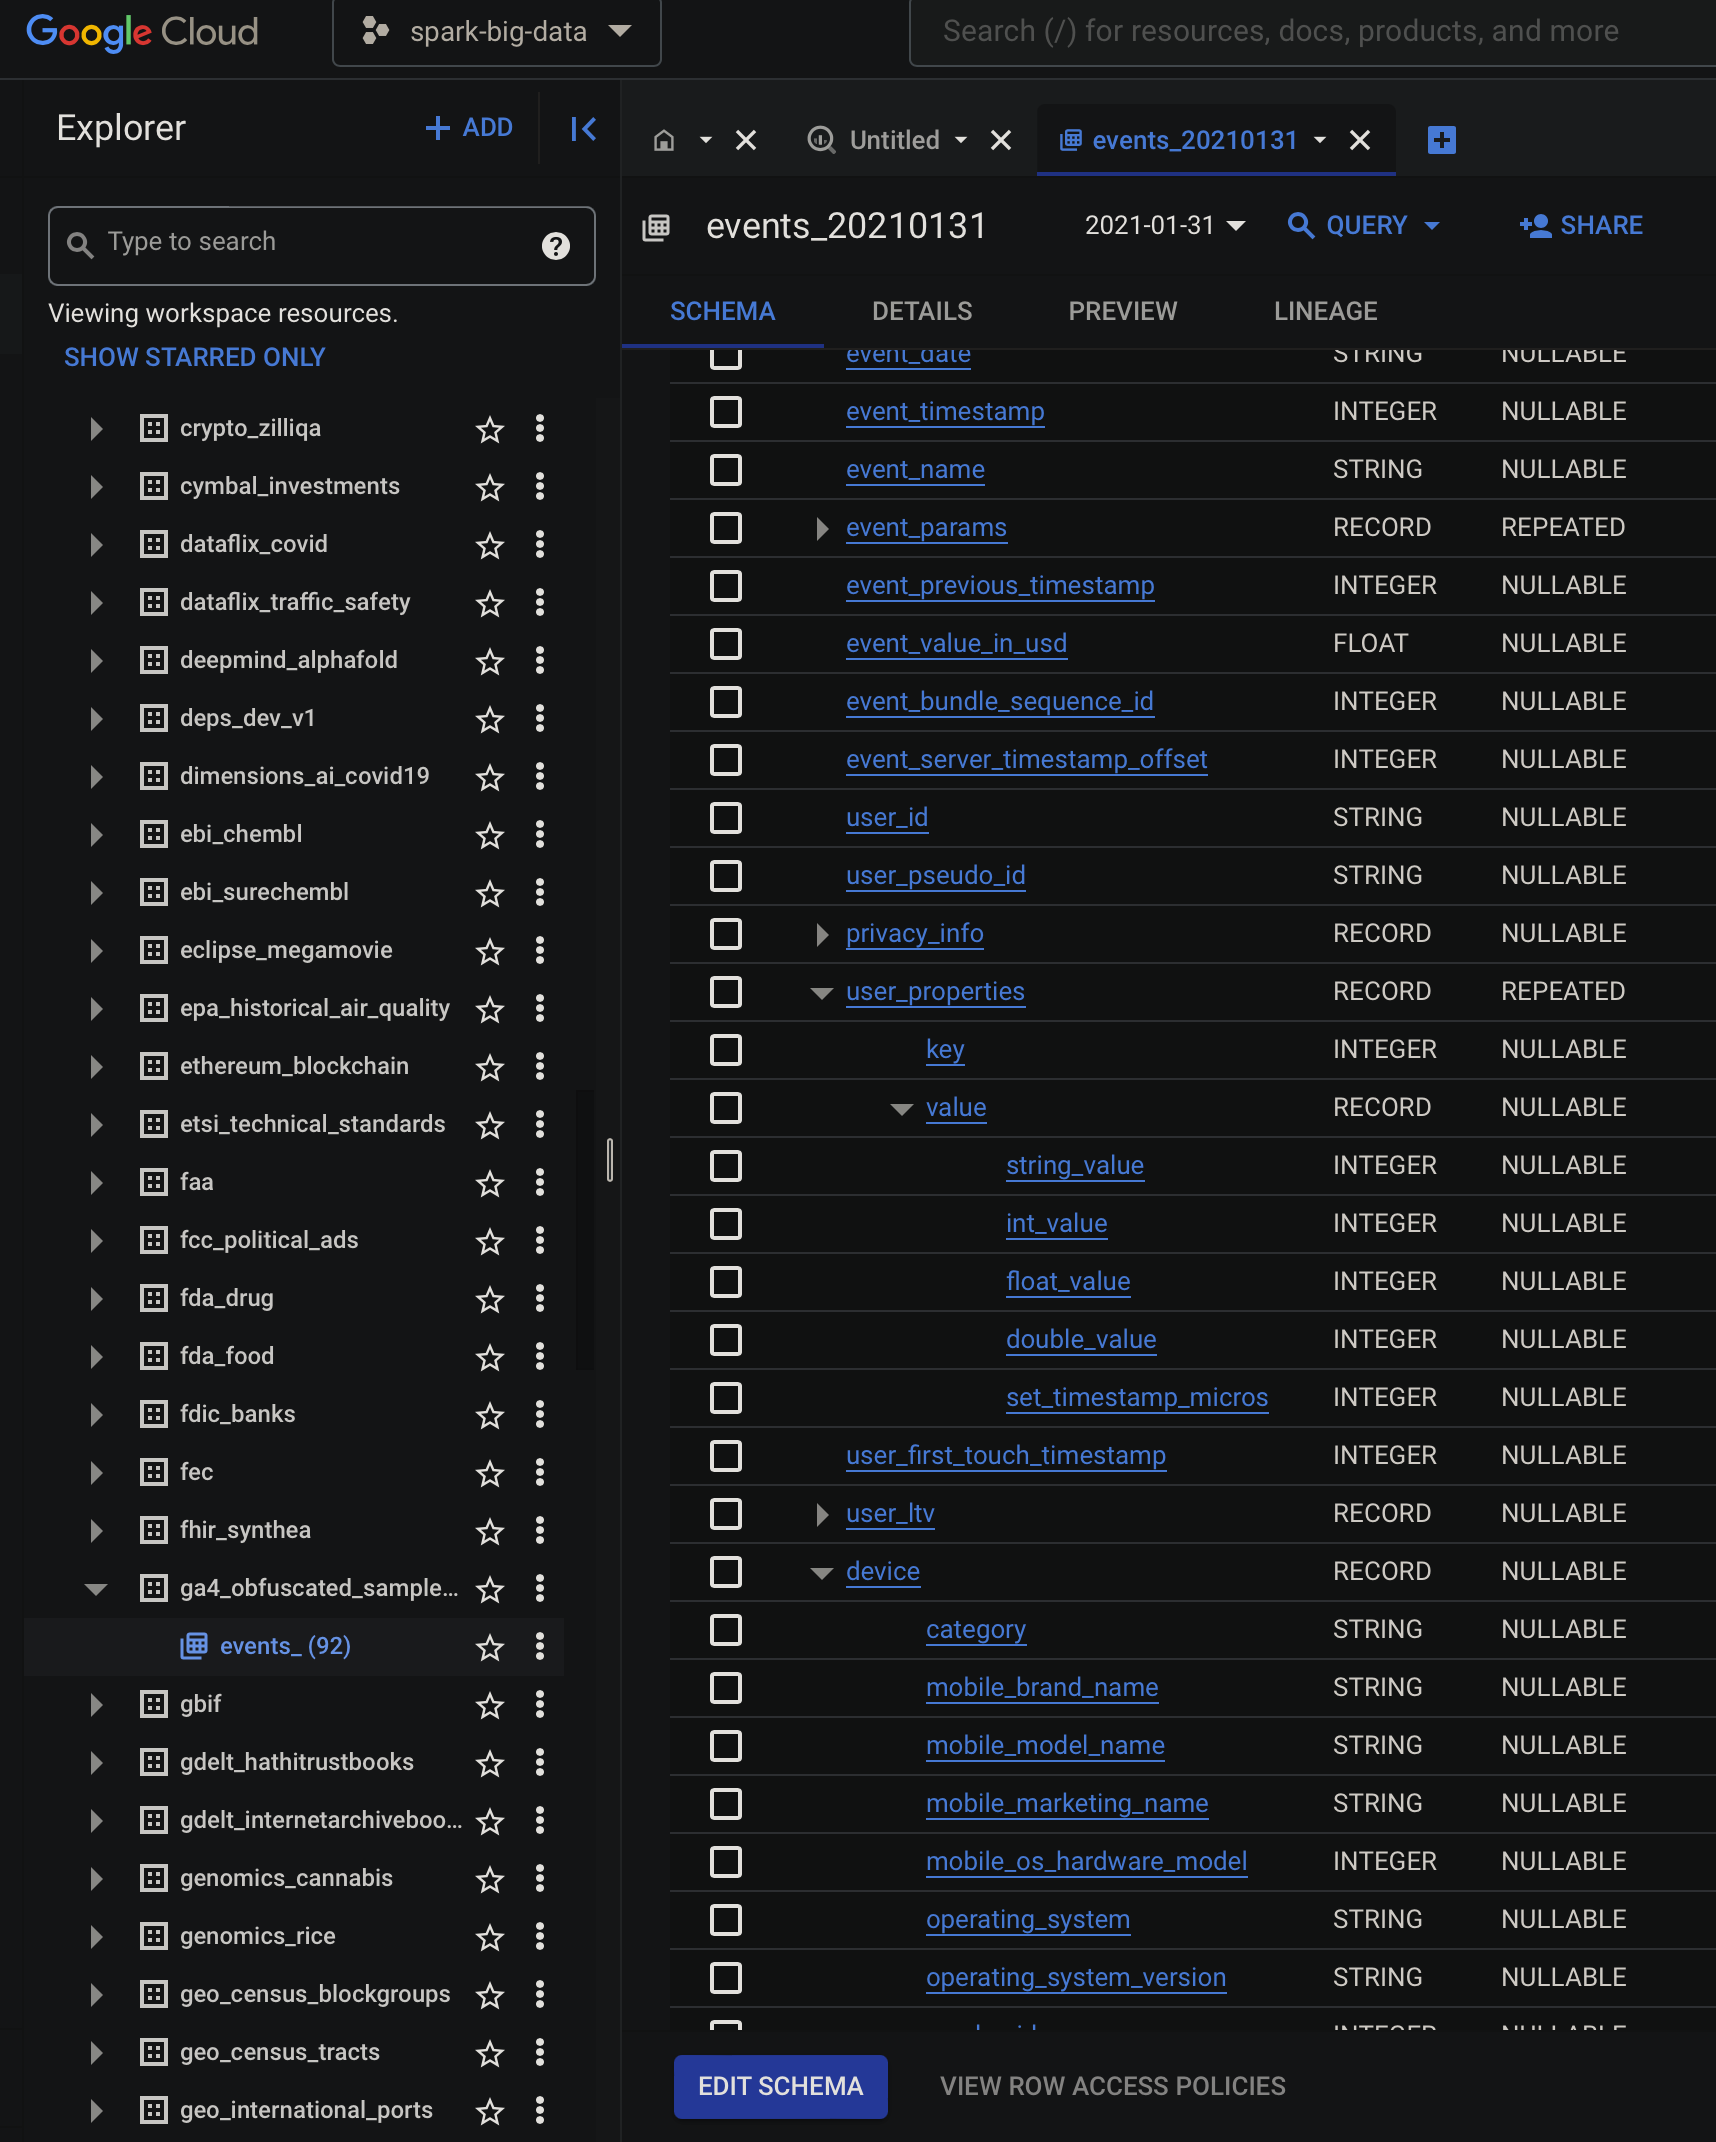 Google Cloud
spark-big-data
Search (/) for resources, docs, products, and more
Explorer
ADD
Type to search
Viewing workspace resources.
SHOW STARRED ONLY
crypto_zilliqa
cymbal_investments
dataflix_covid
dataflix_traffic_safety
deepmind_alphafold
deps_dev_v1
dimensions_ai_covid19
ebi_chembl
ebi_surechembl
eclipse_megamovie
epa_historical_air_quality
ethereum_blockchain
etsi_technical_standards
faa
fcc_political_ads
fda_drug
fda_food
fdic_banks
fec
fhir_synthea
ga4_obfuscated_sample...
events_ (92)
gbif
gdelt_hathitrustbooks
gdelt_internetarchiveboo...
genomics_cannabis
genomics_rice
geo_census_blockgroups
geo_census_tracts
geo_international_ports
Untitled
events_20210131
events_20210131
2021-01-31
QUERY
SHARE
SCHEMA DETAILS PREVIEW LINEAGE
event_date STRING NULLABLE
event_timestamp INTEGER NULLABLE
event_name STRING NULLABLE
event_params RECORD REPEATED
event_previous_timestamp INTEGER NULLABLE
event_value_in_usd FLOAT NULLABLE
event_bundle_sequence_id INTEGER NULLABLE
event_server_timestamp_offset INTEGER NULLABLE
user_id STRING NULLABLE
user_pseudo_id STRING NULLABLE
privacy_info RECORD NULLABLE
user_properties RECORD REPEATED
key INTEGER NULLABLE
value RECORD NULLABLE
string_value INTEGER NULLABLE
int_value INTEGER NULLABLE
float_value INTEGER NULLABLE
double_value INTEGER NULLABLE
set_timestamp_micros INTEGER NULLABLE
user_first_touch_timestamp INTEGER NULLABLE
user_ltv RECORD NULLABLE
device RECORD NULLABLE
category STRING NULLABLE
mobile_brand_name STRING NULLABLE
mobile_model_name STRING NULLABLE
mobile_marketing_name STRING NULLABLE
mobile_os_hardware_model INTEGER NULLABLE
operating_system STRING NULLABLE
operating_system_version STRING NULLABLE
INTEGER NULLABLE
EDIT SCHEMA
VIEW ROW ACCESS POLICIES